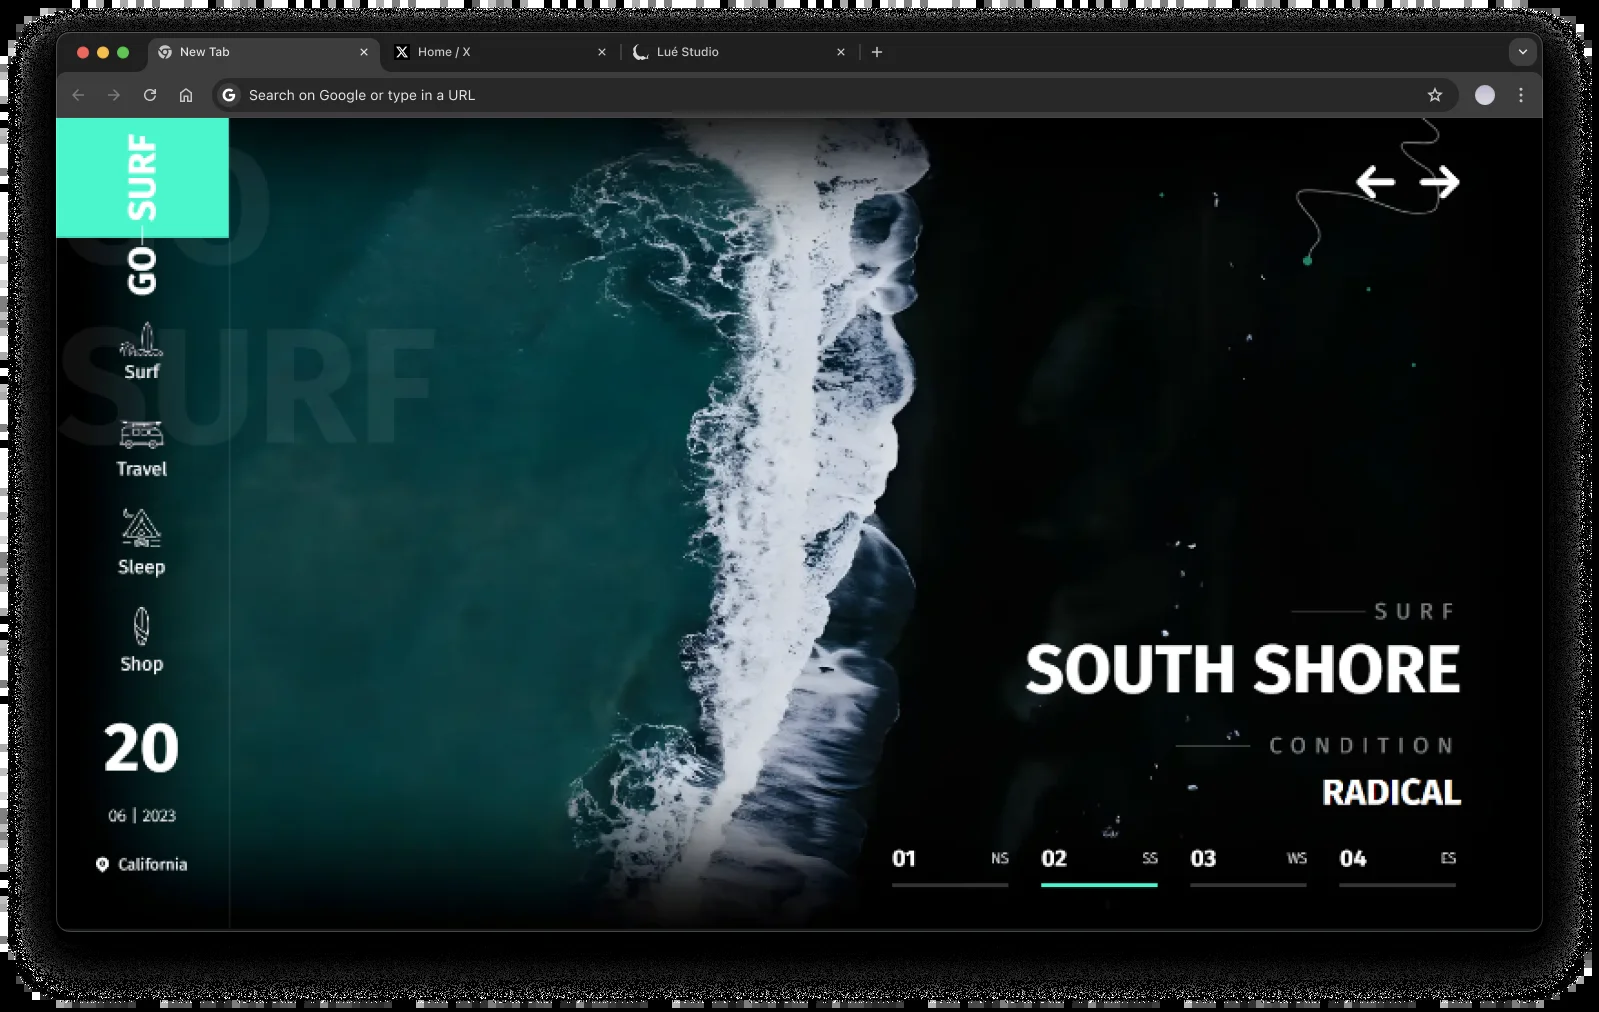 New Tab
Home / X
Lué Studio
Search on Google or type in a URL
GO
SURF
GO — SURF
Surf
Travel
Sleep
Shop
20
06 | 2023
California
SURF
SOUTH SHORE
CONDITION
RADICAL
01 NS
02 SS
03 WS
04 ES